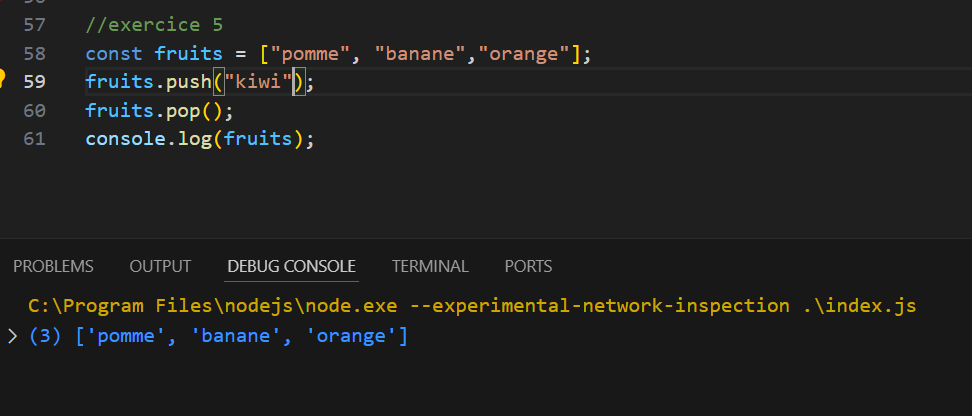 57 //exercice 5
58 const fruits = ["pomme", "banane","orange"];
59 fruits.push("kiwi");
60 fruits.pop();
61 console.log(fruits);
PROBLEMS OUTPUT DEBUG CONSOLE TERMINAL PORTS
C:\Program Files\nodejs\node.exe --experimental-network-inspection .\index.js
> (3) ['pomme', 'banane', 'orange']